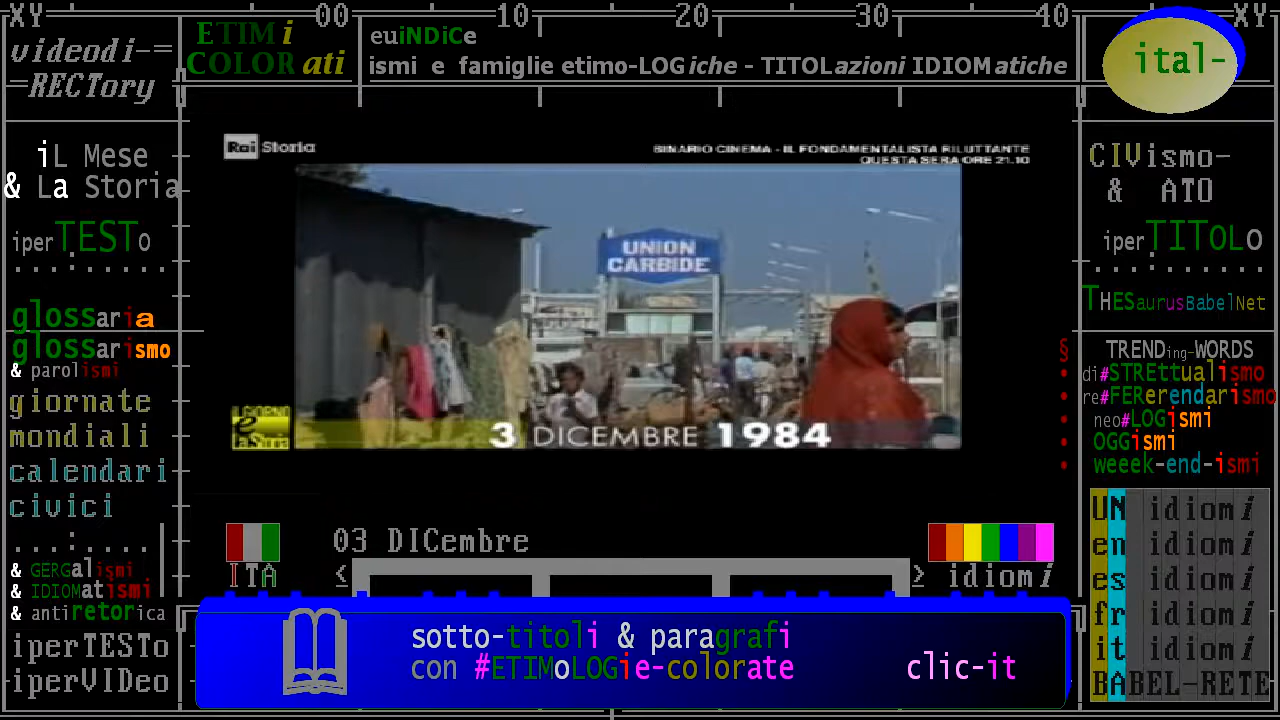 XY 00 10 20 30 40 XY
videodi-=
=RECTory
ETIMi
COLORati
euiNDiCe
ismi e famiglie etimo-LOGiche - TITOLazioni IDIOMatiche
ital-
iL Mese
& La Storia
iperTESTo
...:....
glossaria
glossarismo
& parolismi
giornate
mondiali
calendari
civici
...:....
& GERGalismi
& IDIOMatismi
& antiretorica
iperTESTo
iperVIDeo
Rai Storia
BINARIO CINEMA - IL FONDAMENTALISTA RILUTTANTE
QUESTA SERA ORE 21.10
UNION
CARBIDE
IL GIORNO
e
la Storia
3 DICEMBRE 1984
ITA
03 DICembre
< >
idiomi
sotto-titoli & paragrafi
con #ETIMoLOGie-colorate
clic-it
CIVismo-
& ATO
iperTITOLo
....:.......
THESaurusBabelNet
§
TRENDing-WORDS
di#STREttualismo
re#FERerendarismo
neo#LOGismi
OGGismi
weeek-end-ismi
UN idiomi
en idiomi
es idiomi
fr idiomi
it idiomi
BABEL-RETE